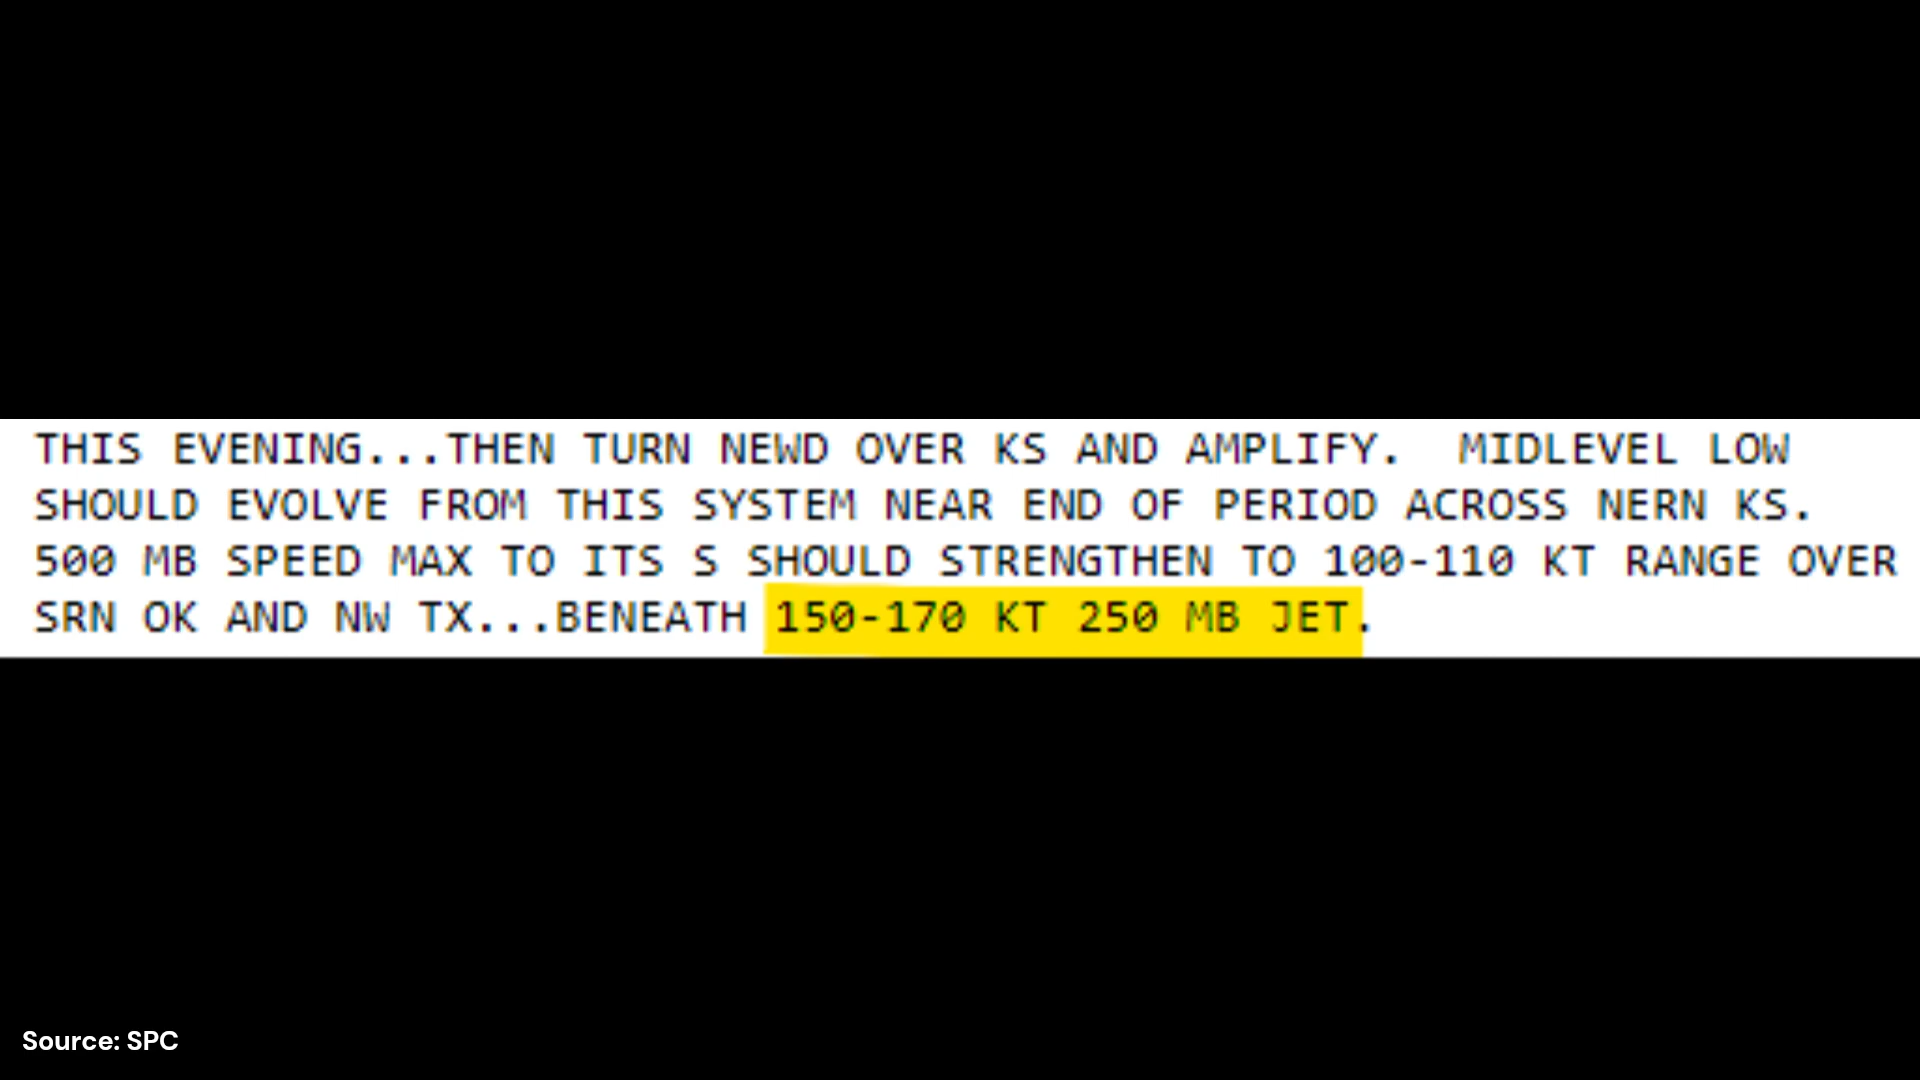 THIS EVENING...THEN TURN NEWD OVER KS AND AMPLIFY.  MIDLEVEL LOW
SHOULD EVOLVE FROM THIS SYSTEM NEAR END OF PERIOD ACROSS NERN KS.
500 MB SPEED MAX TO ITS S SHOULD STRENGTHEN TO 100-110 KT RANGE OVER
SRN OK AND NW TX...BENEATH 150-170 KT 250 MB JET.
Source: SPC